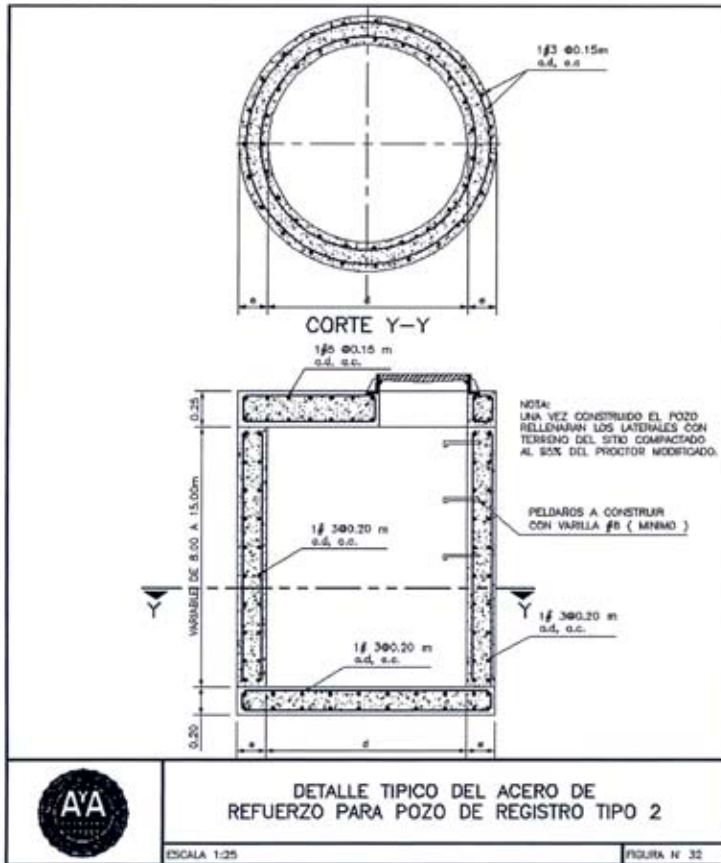 1#3 @0.15m
a.d, a.c
e
d
e
CORTE Y-Y
1#5 @0.15 m
a.d, a.c.
0.25
NOTA:
UNA VEZ CONSTRUIDO EL POZO
RELLENARAN LOS LATERALES CON
TERRENO DEL SITIO COMPACTADO
AL 95% DEL PROCTOR MODIFICADO.
PELDAÑOS A CONSTRUIR
CON VARILLA #6 ( MINIMO )
VARIABLE DE 8.00 A 15.00m
1# 3@0.20 m
a.d, a.c.
Y
Y
1# 3@0.20 m
a.d, a.c.
1# 3@0.20 m
a.d, a.c.
0.20
e
d
e
AYA
DETALLE TIPICO DEL ACERO DE
REFUERZO PARA POZO DE REGISTRO TIPO 2
ESCALA 1:25
FIGURA N° 32